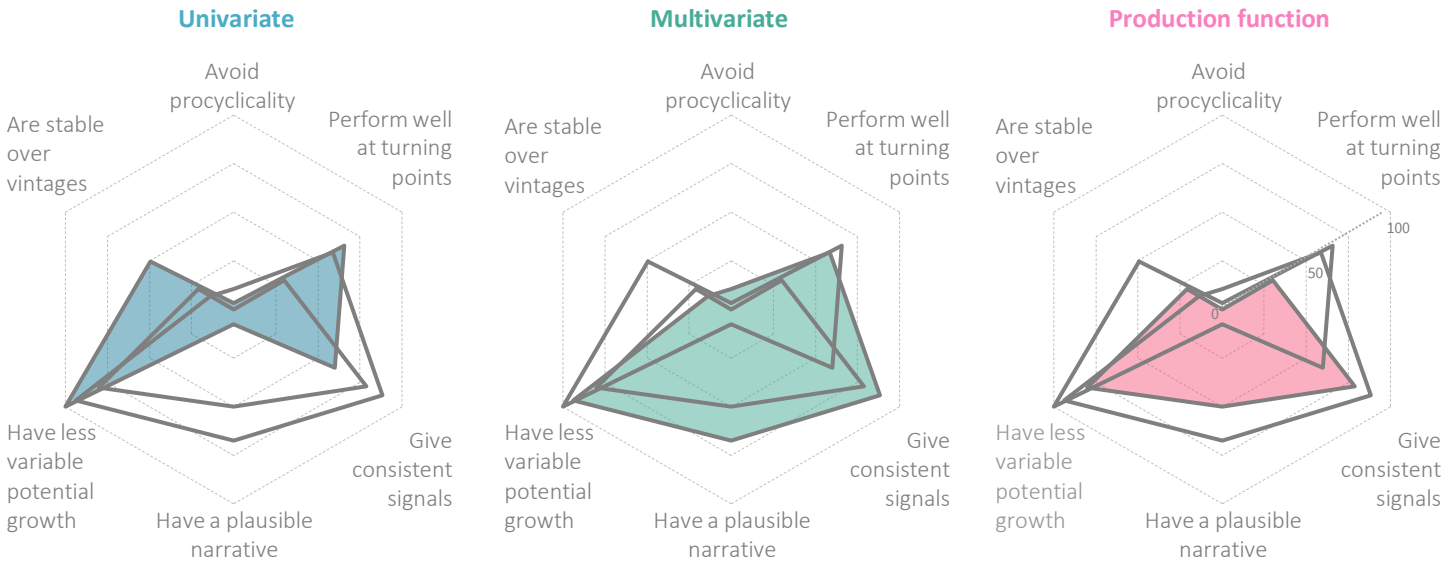 Univariate
Avoid
procyclicality
Perform well
at turning
points
Are stable
over
vintages
Have less
variable
potential
growth
Give
consistent
signals
Have a plausible
narrative
Multivariate
Avoid
procyclicality
Perform well
at turning
points
Are stable
over
vintages
Have less
variable
potential
growth
Give
consistent
signals
Have a plausible
narrative
Production function
Avoid
procyclicality
Perform well
at turning
points
Are stable
over
vintages
100
50
0
Have less
variable
potential
growth
Give
consistent
signals
Have a plausible
narrative